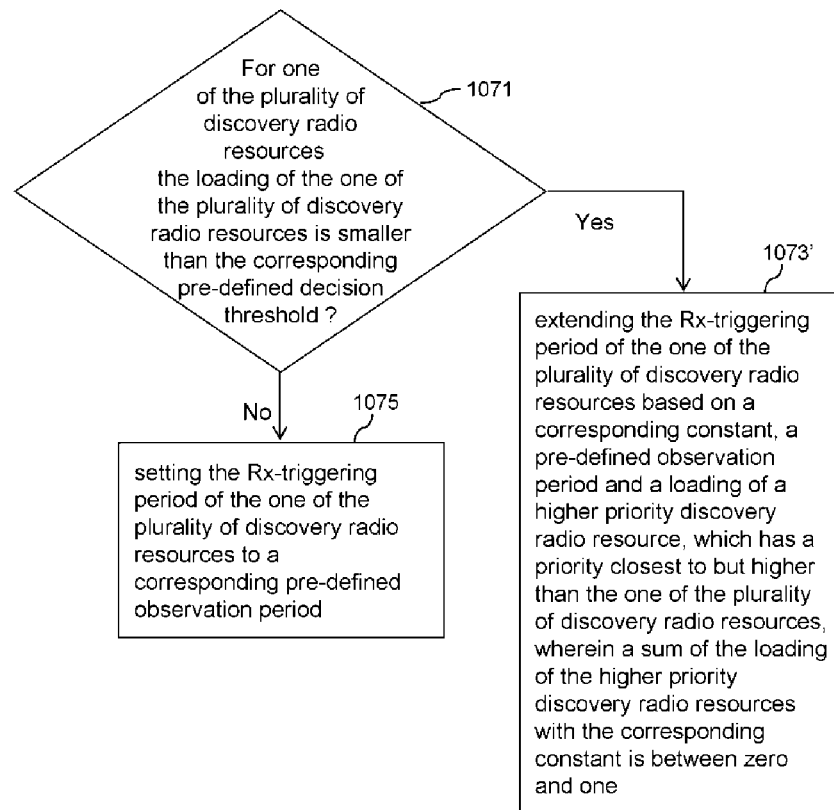 For one
of the plurality of
discovery radio
resources
the loading of the one of
the plurality of discovery
radio resources is smaller
than the corresponding
pre-defined decision
threshold ?
1071
Yes
1073'
extending the Rx-triggering
period of the one of the
plurality of discovery radio
resources based on a
corresponding constant, a
pre-defined observation
period and a loading of a
higher priority discovery
radio resource, which has a
priority closest to but higher
than the one of the plurality
of discovery radio resources,
wherein a sum of the loading
of the higher priority
discovery radio resources
with the corresponding
constant is between zero
and one
No
1075
setting the Rx-triggering
period of the one of the
plurality of discovery radio
resources to a
corresponding pre-defined
observation period